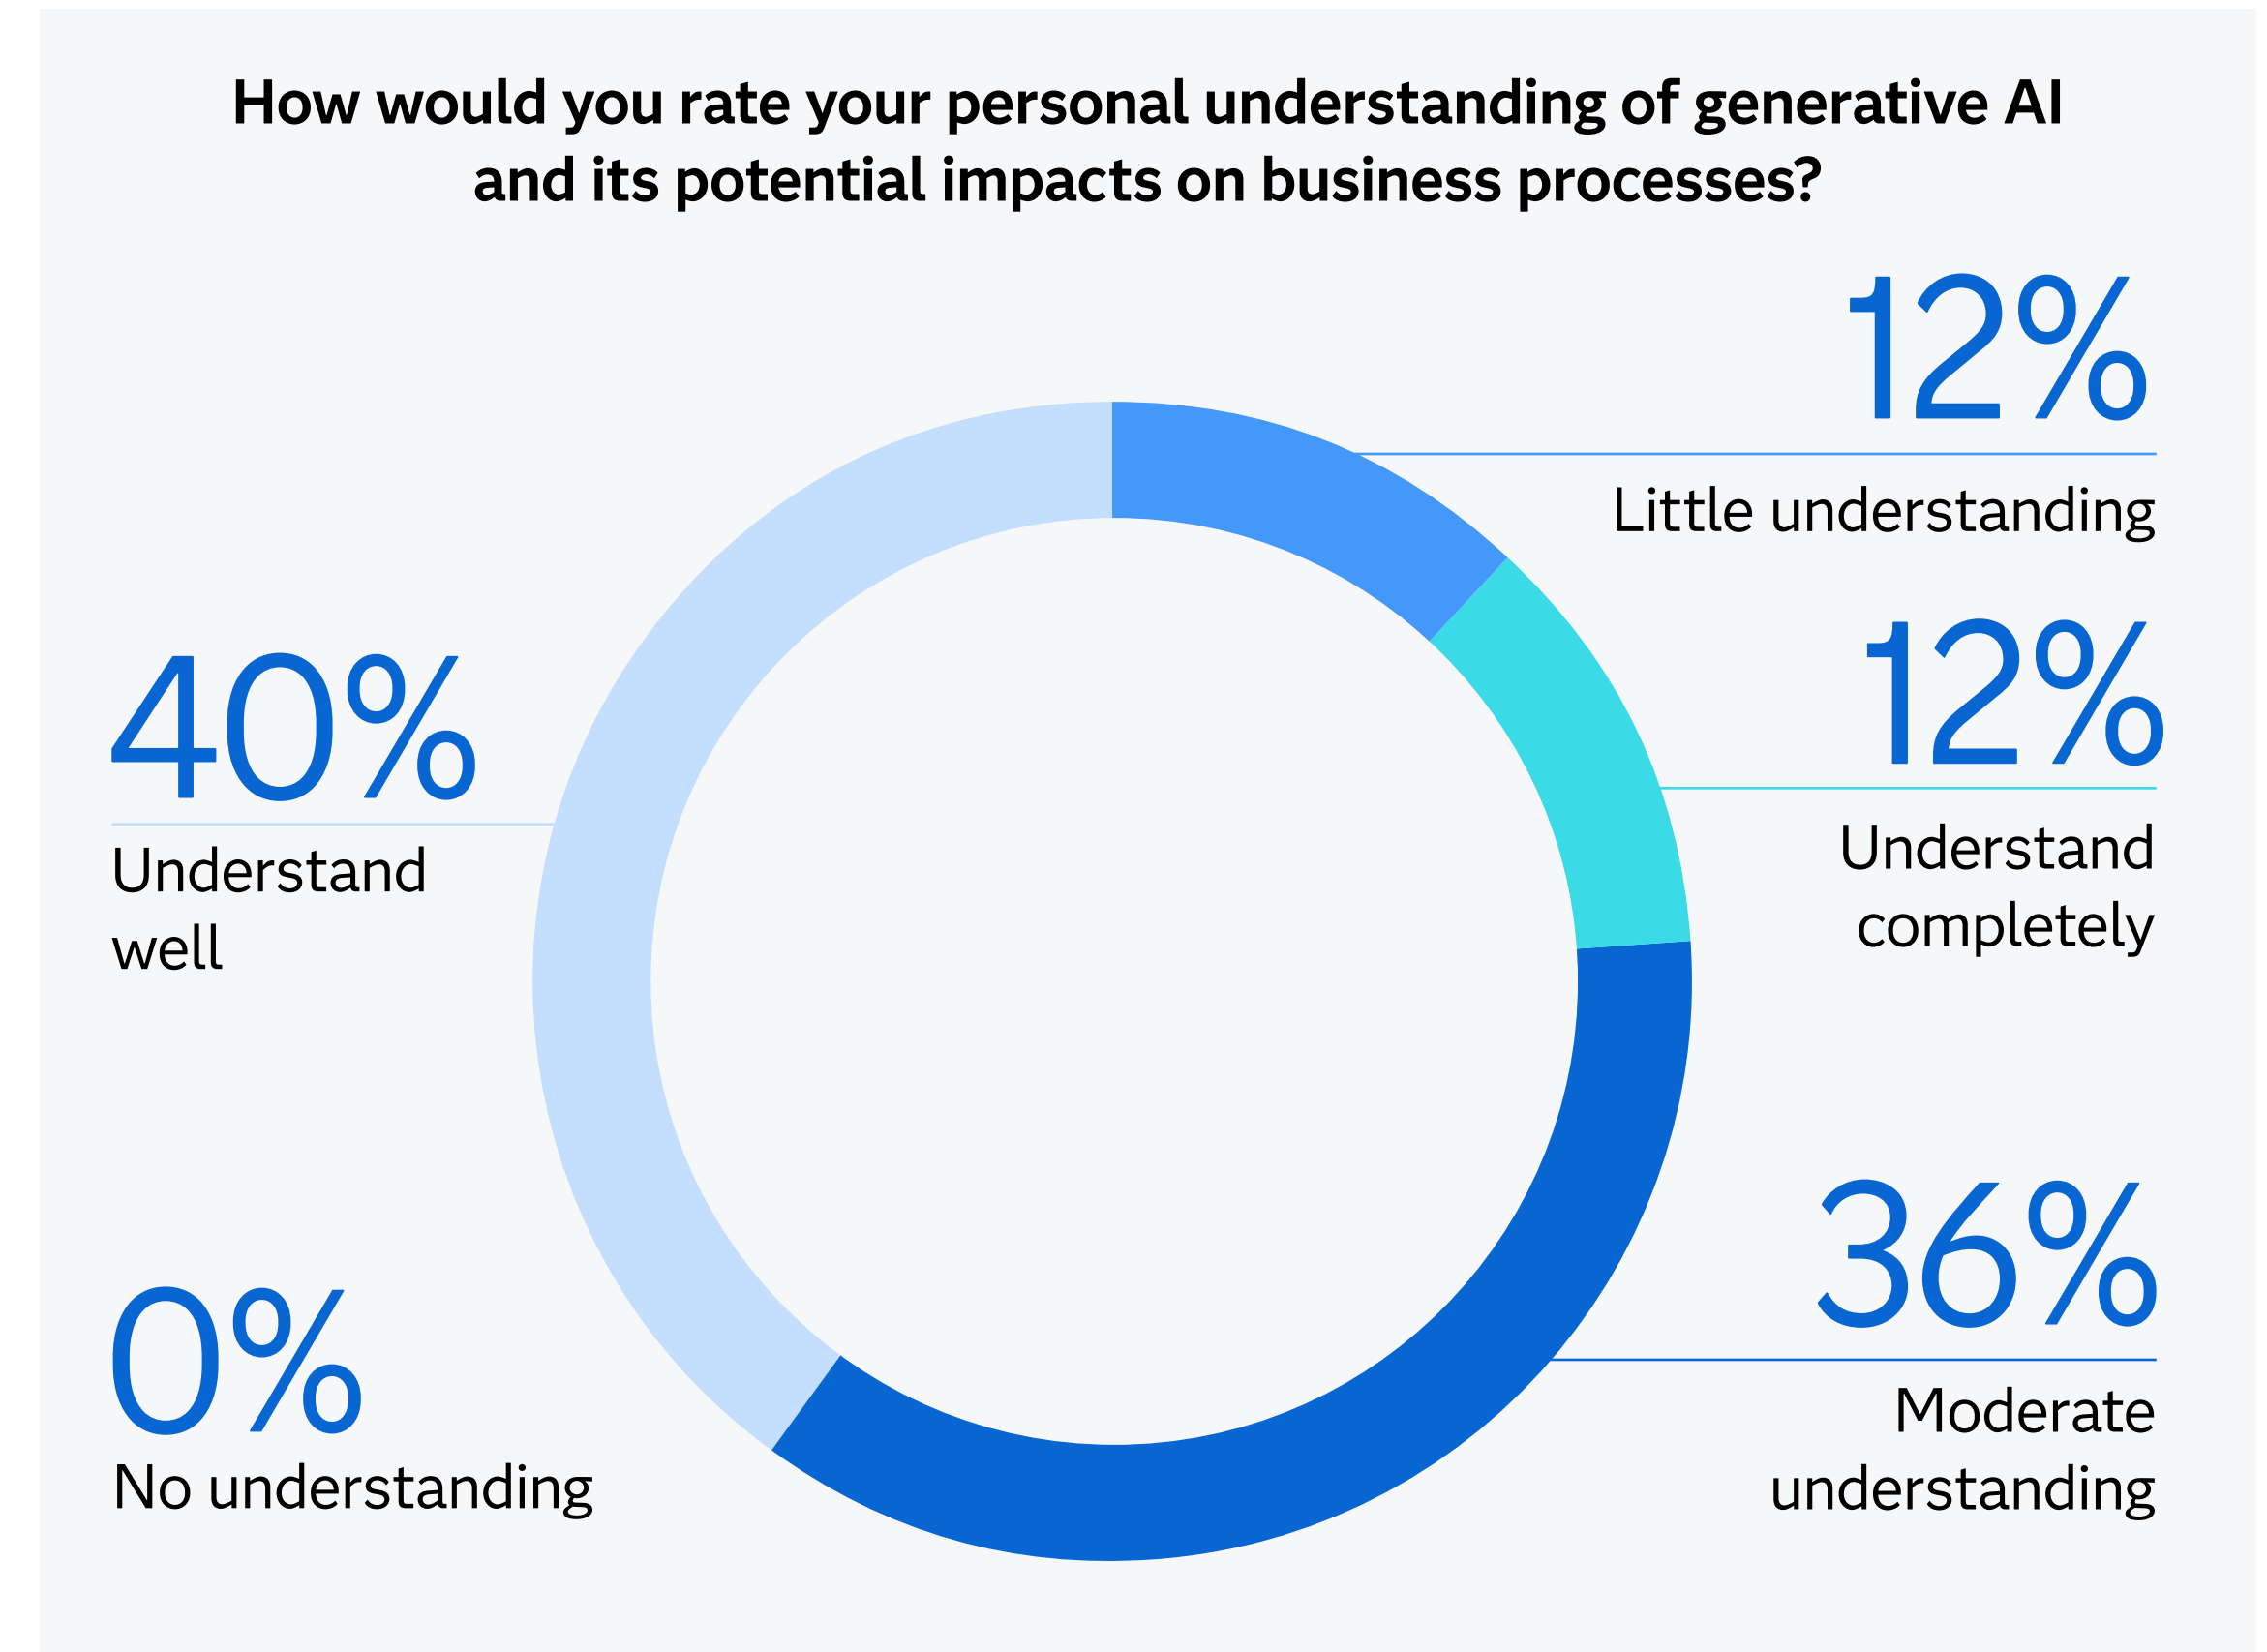 How would you rate your personal understanding of generative AI
and its potential impacts on business processes?
12%
Little understanding
12%
Understand
completely
36%
Moderate
understanding
40%
Understand
well
0%
No understanding